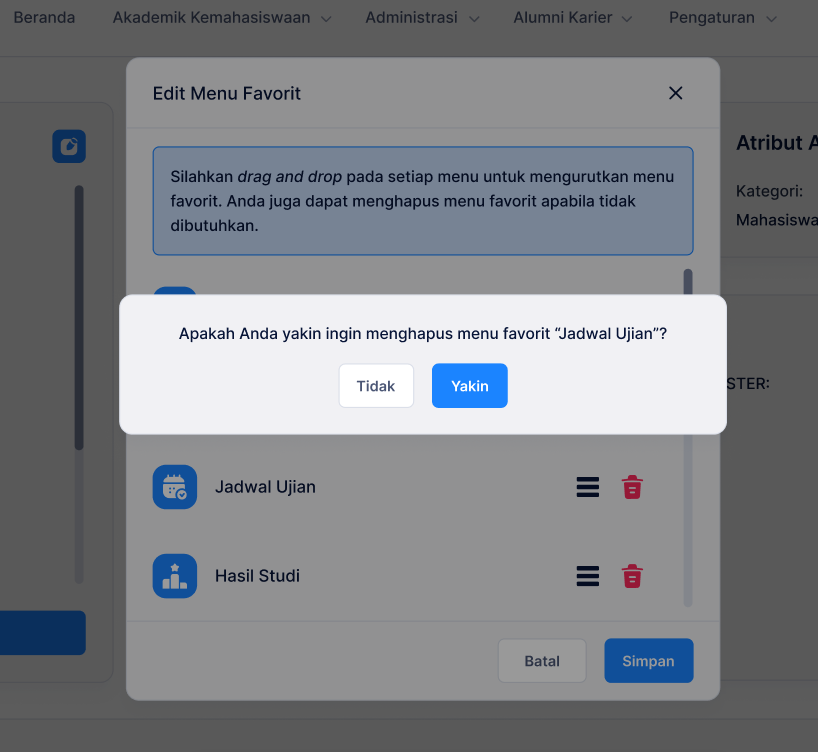 Beranda
Akademik Kemahasiswaan
Administrasi
Alumni Karier
Pengaturan
Edit Menu Favorit
Silahkan drag and drop pada setiap menu untuk mengurutkan menu
favorit. Anda juga dapat menghapus menu favorit apabila tidak
dibutuhkan.
Atribut A
Kategori:
Mahasiswa
Apakah Anda yakin ingin menghapus menu favorit “Jadwal Ujian”?
Tidak
Yakin
STER:
Jadwal Ujian
Hasil Studi
Batal
Simpan